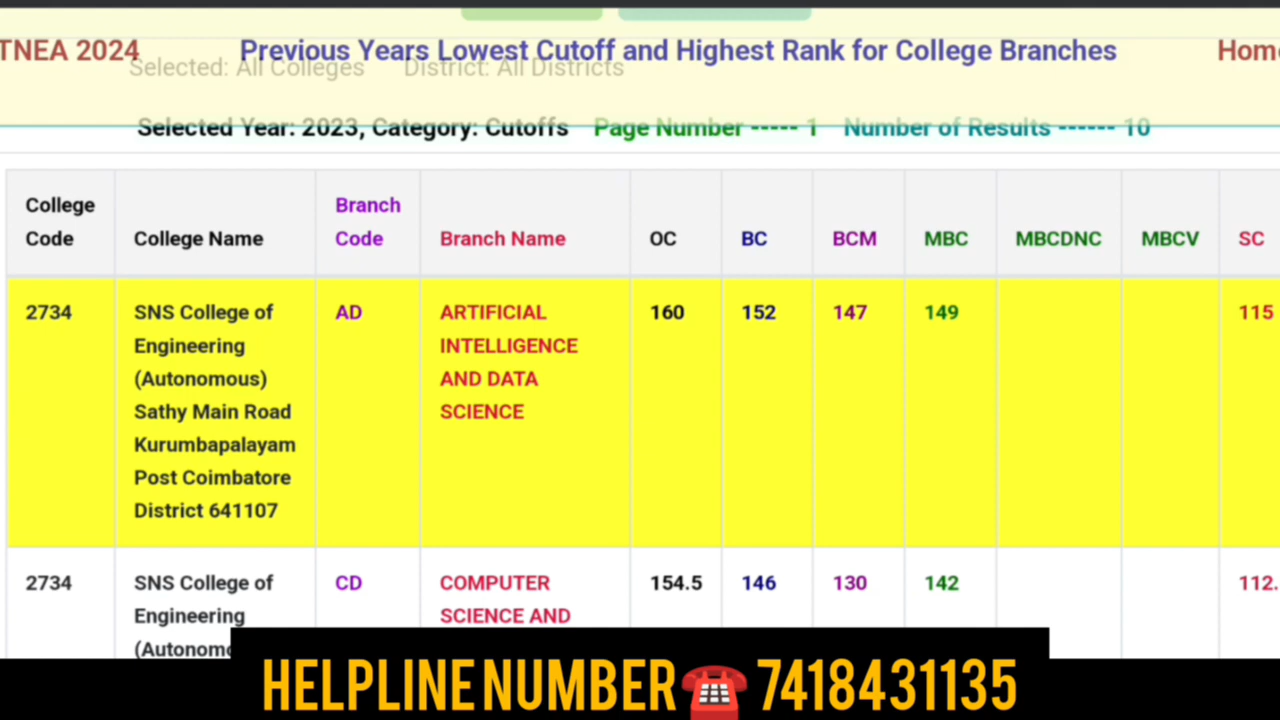 TNEA 2024 Previous Years Lowest Cutoff and Highest Rank for College Branches Hom
Selected: All Colleges District: All Districts
Selected Year: 2023, Category: Cutoffs Page Number ----- 1 Number of Results ------ 10
College Code College Name Branch Code Branch Name OC BC BCM MBC MBCDNC MBCV SC
2734 SNS College of AD ARTIFICIAL 160 152 147 149 115
Engineering INTELLIGENCE
(Autonomous) AND DATA
Sathy Main Road SCIENCE
Kurumbapalayam
Post Coimbatore
District 641107
2734 SNS College of CD COMPUTER 154.5 146 130 142 112.
Engineering SCIENCE AND
(Autonomo
HELPLINE NUMBER ☎ 7418431135